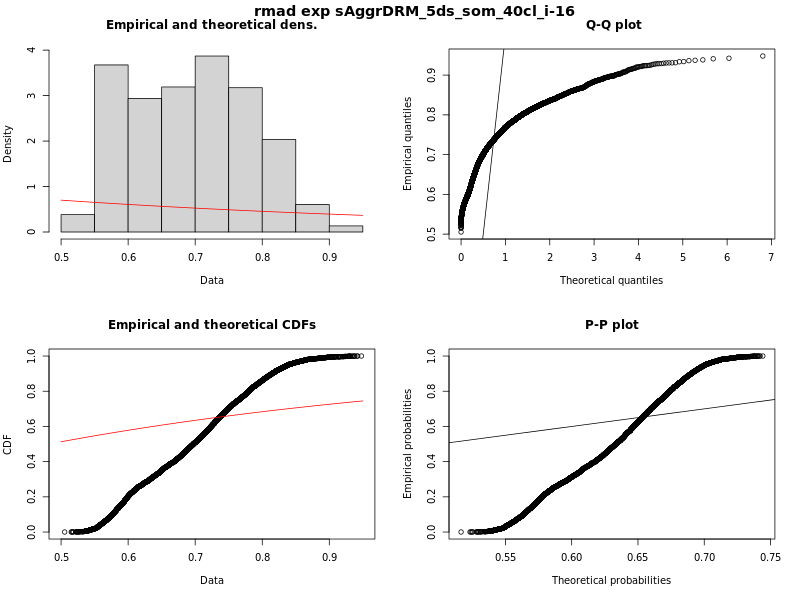 rmad exp sAggrDRM_5ds_som_40cl_i-16
Empirical and theoretical dens.
Density
0 1 2 3 4
0.5 0.6 0.7 0.8 0.9
Data
Q-Q plot
Empirical quantiles
0.5 0.6 0.7 0.8 0.9
0 1 2 3 4 5 6 7
Theoretical quantiles
Empirical and theoretical CDFs
CDF
0.0 0.2 0.4 0.6 0.8 1.0
0.5 0.6 0.7 0.8 0.9
Data
P-P plot
Empirical probabilities
0.0 0.2 0.4 0.6 0.8 1.0
0.55 0.60 0.65 0.70 0.75
Theoretical probabilities